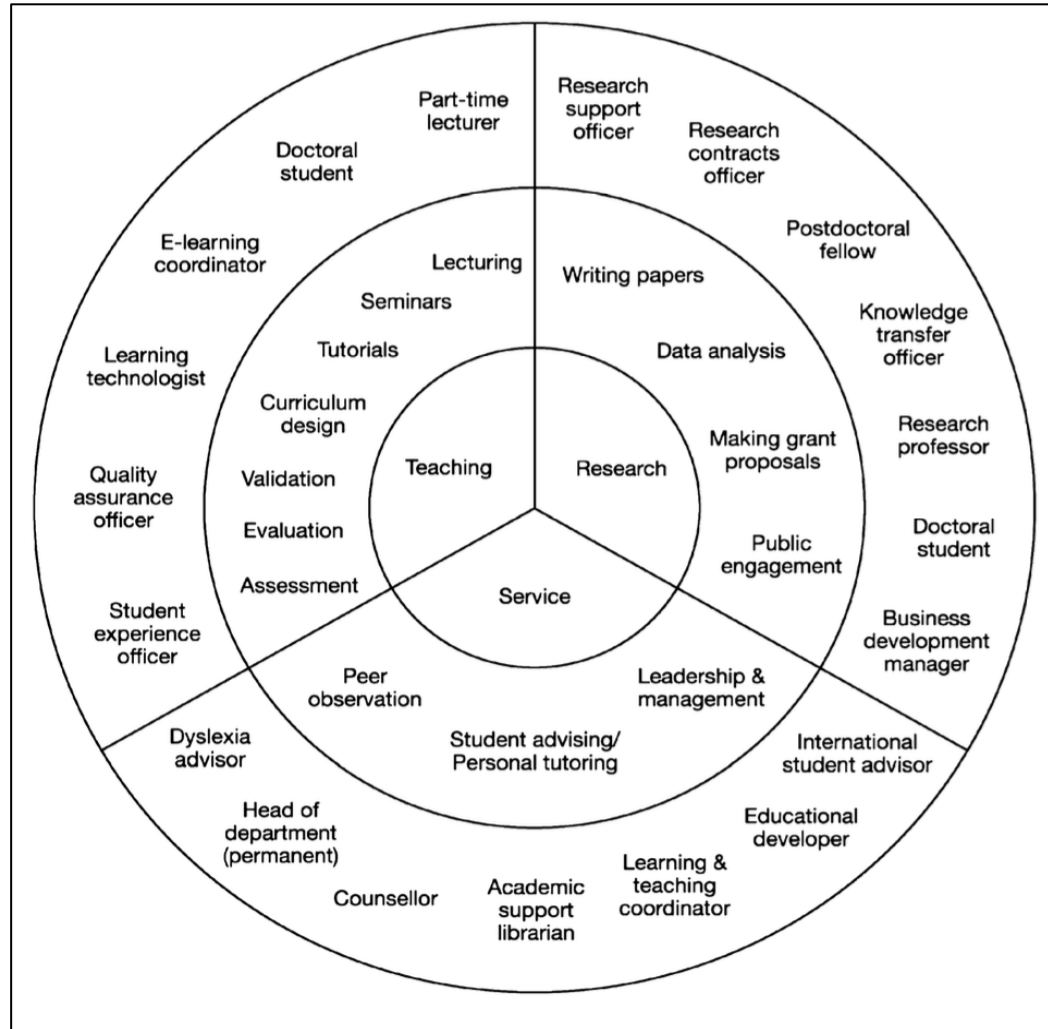 Part-time
lecturer
Doctoral
student
E-learning
coordinator
Learning
technologist
Quality
assurance
officer
Student
experience
officer
Research
support
officer
Research
contracts
officer
Postdoctoral
fellow
Knowledge
transfer
officer
Research
professor
Doctoral
student
Business
development
manager
Lecturing
Seminars
Tutorials
Curriculum
design
Validation
Evaluation
Assessment
Writing papers
Data analysis
Making grant
proposals
Public
engagement
Teaching
Research
Service
Peer
observation
Student advising/
Personal tutoring
Leadership &
management
Dyslexia
advisor
Head of
department
(permanent)
Counsellor
Academic
support
librarian
Learning &
teaching
coordinator
Educational
developer
International
student advisor